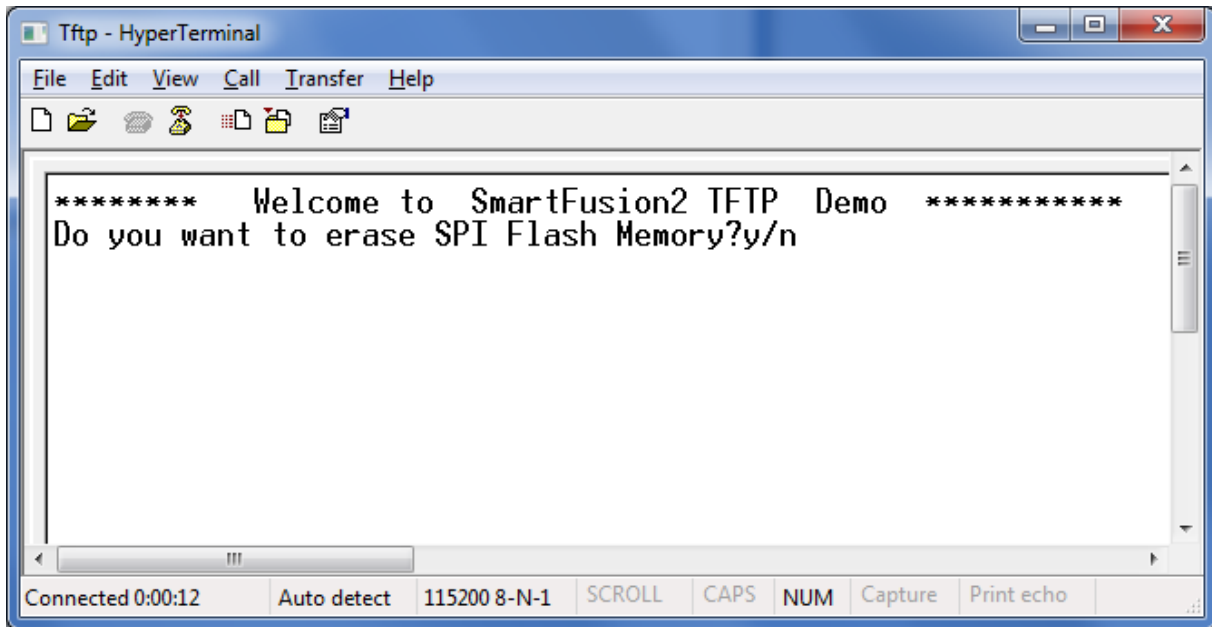 Tftp - HyperTerminal
File Edit View Call Transfer Help
******** Welcome to SmartFusion2 TFTP Demo ***********
Do you want to erase SPI Flash Memory?y/n
Connected 0:00:12 Auto detect 115200 8-N-1 SCROLL CAPS NUM Capture Print echo